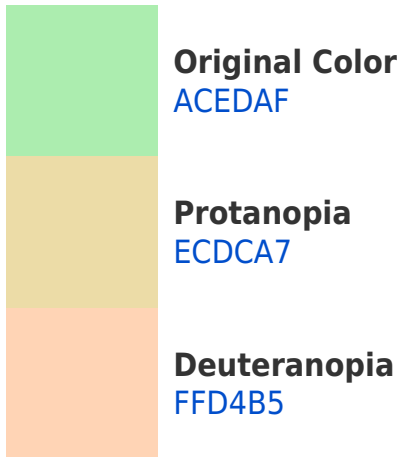 Original Color
ACEDAF
Protanopia
ECDCA7
Deuteranopia
FFD4B5